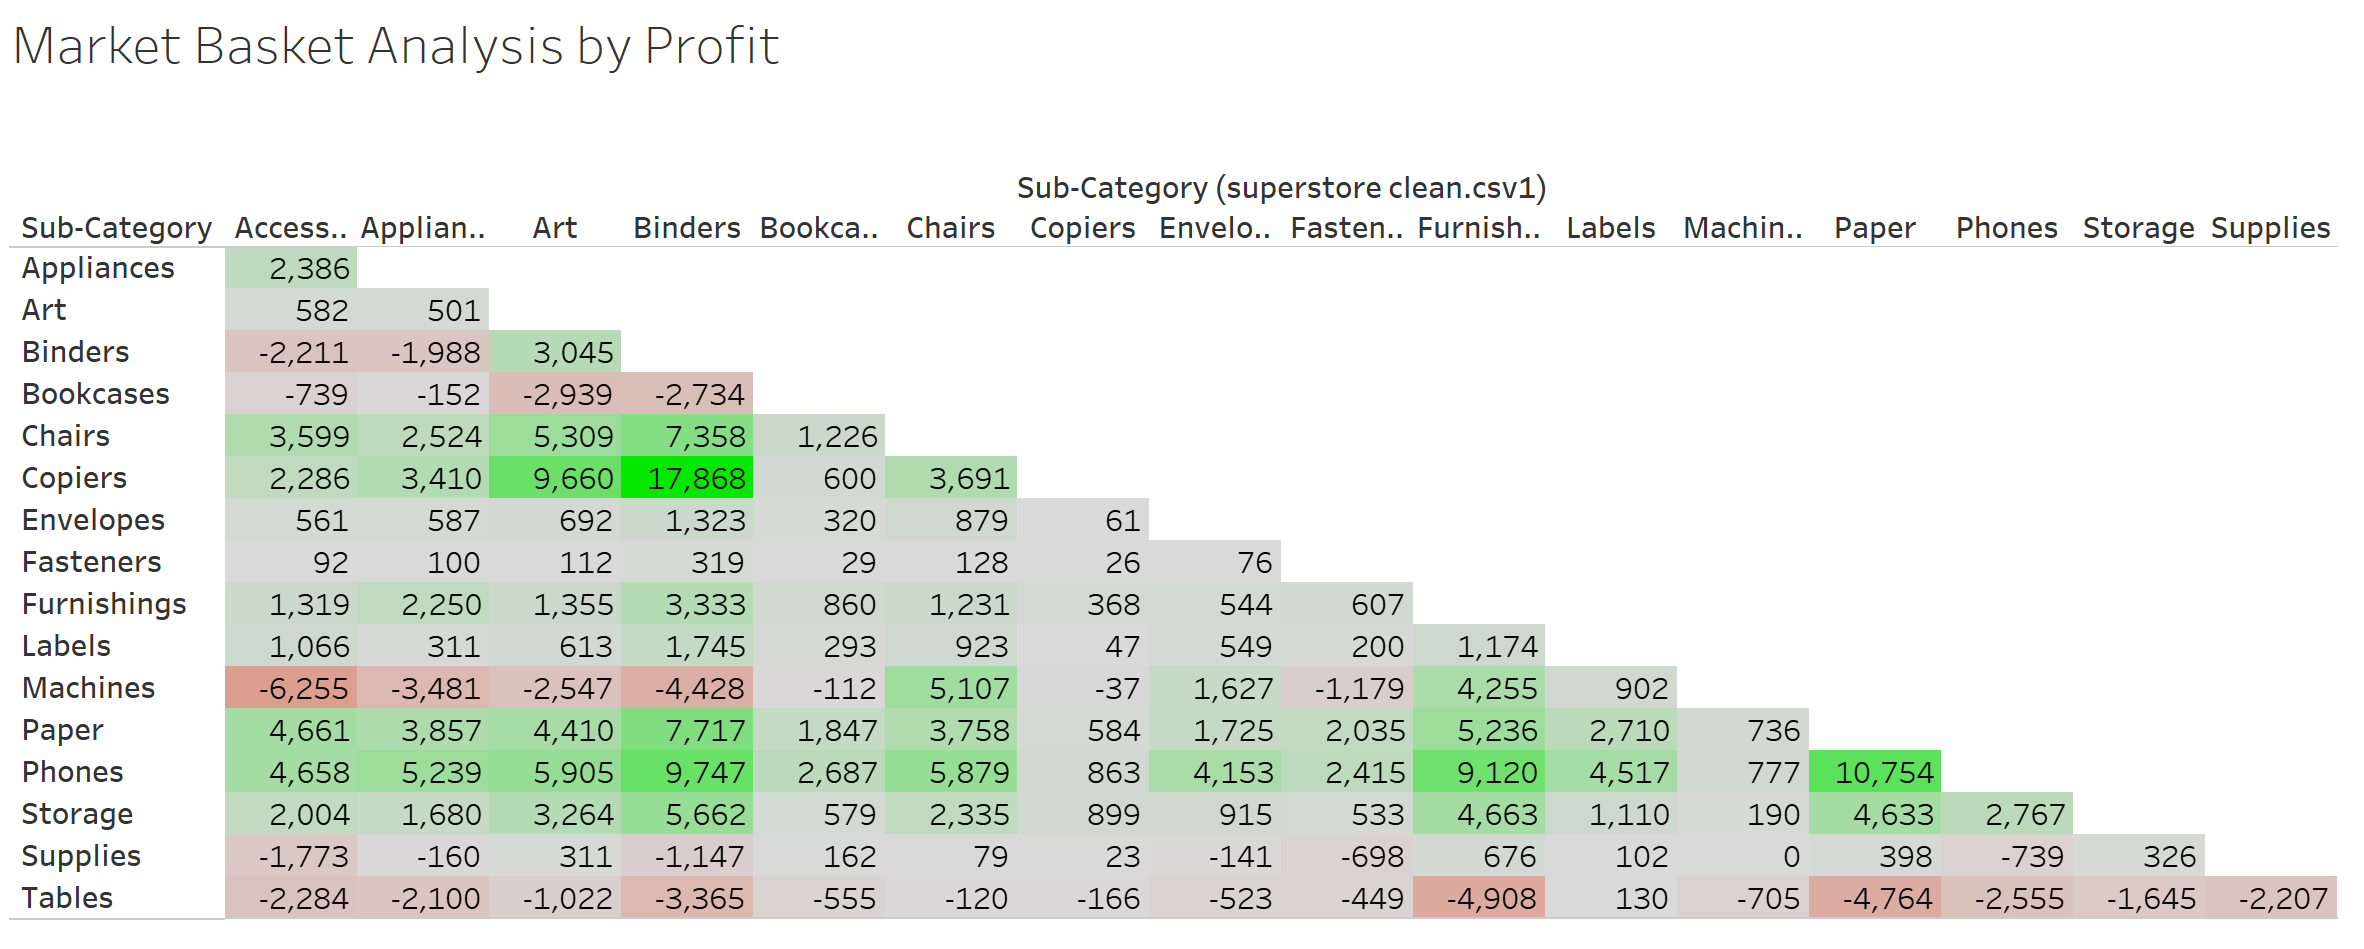 Market Basket Analysis by Profit
Sub-Category (superstore clean.csv1)
Sub-Category Access.. Applian.. Art Binders Bookca.. Chairs Copiers Envelo.. Fasten.. Furnish.. Labels Machin.. Paper Phones Storage Supplies
Appliances 2,386
Art 582 501
Binders -2,211 -1,988 3,045
Bookcases -739 -152 -2,939 -2,734
Chairs 3,599 2,524 5,309 7,358 1,226
Copiers 2,286 3,410 9,660 17,868 600 3,691
Envelopes 561 587 692 1,323 320 879 61
Fasteners 92 100 112 319 29 128 26 76
Furnishings 1,319 2,250 1,355 3,333 860 1,231 368 544 607
Labels 1,066 311 613 1,745 293 923 47 549 200 1,174
Machines -6,255 -3,481 -2,547 -4,428 -112 5,107 -37 1,627 -1,179 4,255 902
Paper 4,661 3,857 4,410 7,717 1,847 3,758 584 1,725 2,035 5,236 2,710 736
Phones 4,658 5,239 5,905 9,747 2,687 5,879 863 4,153 2,415 9,120 4,517 777 10,754
Storage 2,004 1,680 3,264 5,662 579 2,335 899 915 533 4,663 1,110 190 4,633 2,767
Supplies -1,773 -160 311 -1,147 162 79 23 -141 -698 676 102 0 398 -739 326
Tables -2,284 -2,100 -1,022 -3,365 -555 -120 -166 -523 -449 -4,908 130 -705 -4,764 -2,555 -1,645 -2,207